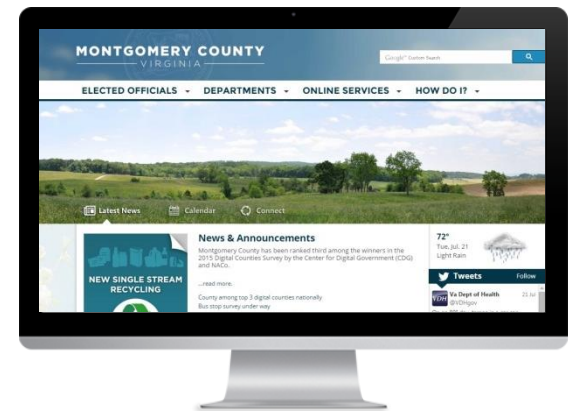 MONTGOMERY COUNTY
VIRGINIA
Google™ Custom Search
ELECTED OFFICIALS DEPARTMENTS ONLINE SERVICES HOW DO I?
Latest News Calendar Connect
NEW SINGLE STREAM
RECYCLING
News & Announcements
Montgomery County has been ranked third among the winners in the
2015 Digital Counties Survey by the Center for Digital Government (CDG)
and NACo.
...read more.
County among top 3 digital counties nationally
Bus stop survey under way
72°
Tue, Jul. 21
Light Rain
Tweets Follow
VDH
Va Dept of Health 21 Jul
@VDHgov